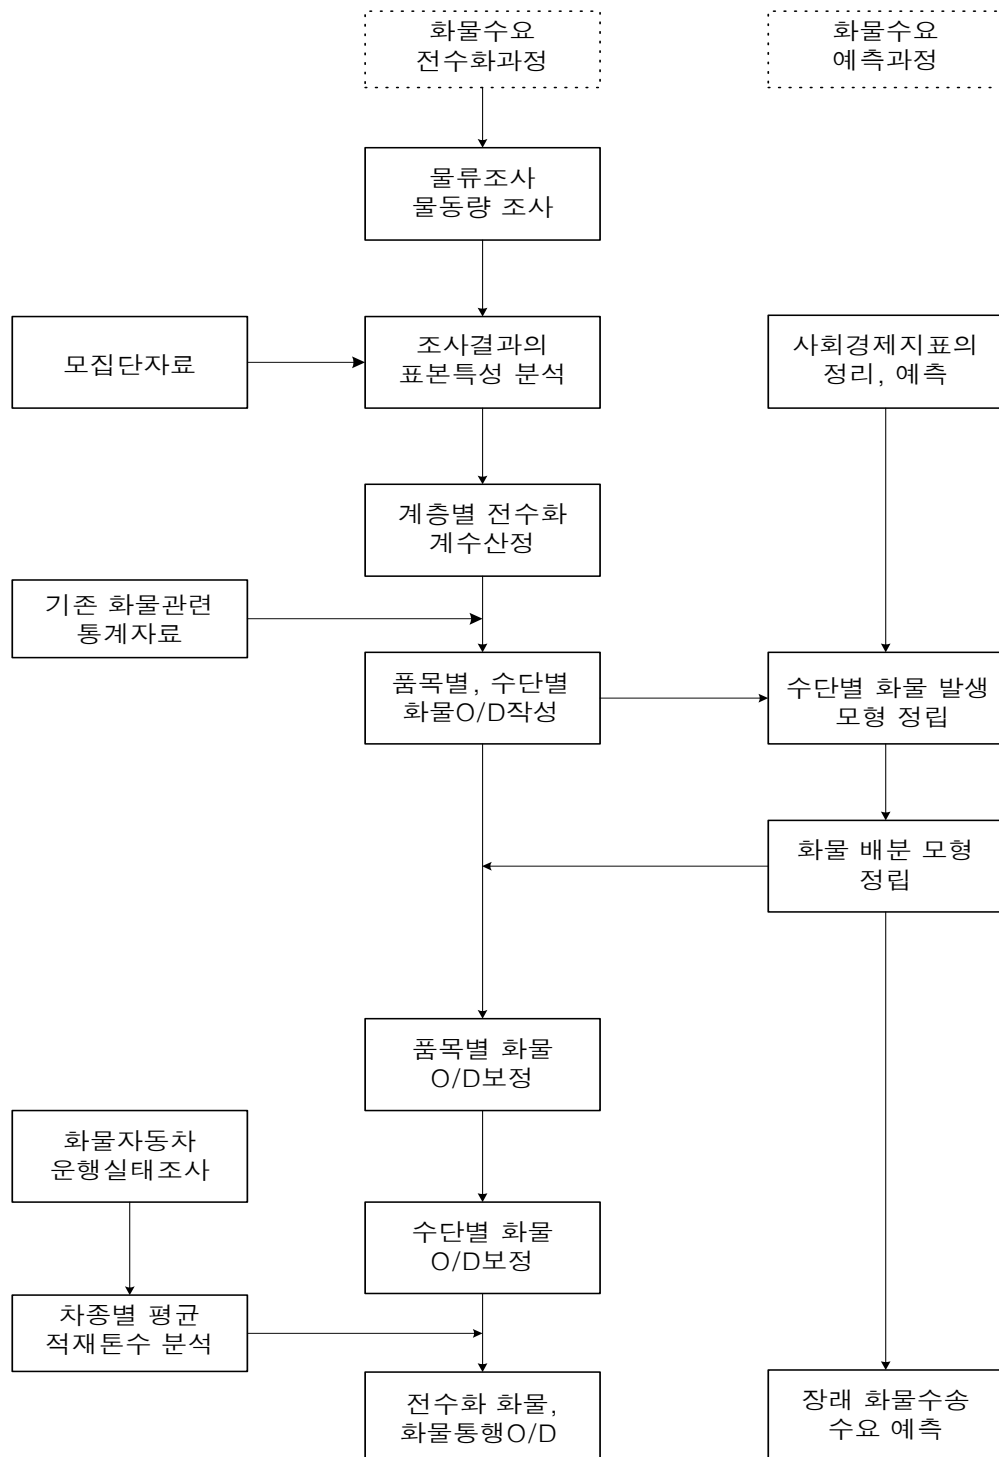 화물수요
전수화과정
화물수요
예측과정
물류조사
물동량 조사
모집단자료
조사결과의
표본특성 분석
사회경제지표의
정리, 예측
계층별 전수화
계수산정
기존 화물관련
통계자료
품목별, 수단별
화물O/D작성
수단별 화물 발생
모형 정립
화물 배분 모형
정립
품목별 화물
O/D보정
화물자동차
운행실태조사
수단별 화물
O/D보정
차종별 평균
적재톤수 분석
전수화 화물,
화물통행O/D
장래 화물수송
수요 예측